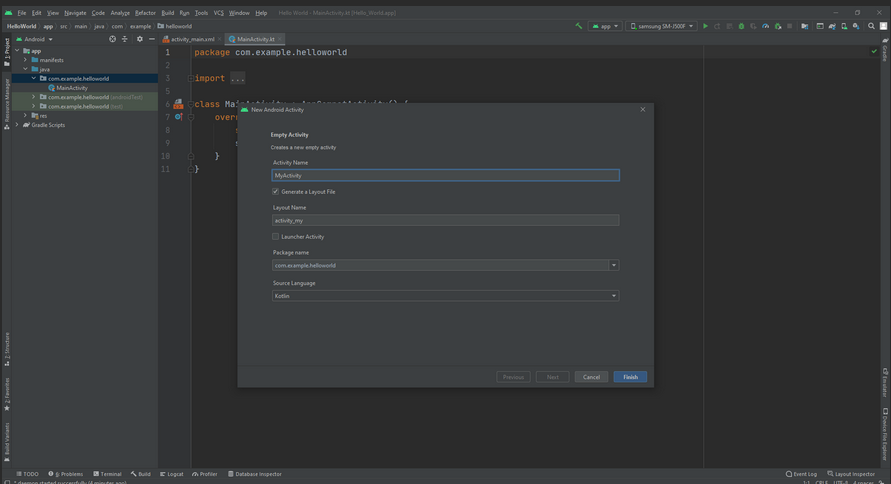 File Edit View Navigate Code Analyze Refactor Build Run Tools VCS Window Help Hello World - MainActivity.kt [Hello_World.app]
HelloWorld app src main java com example helloworld app samsung SM-J500F
Android activity_main.xml MainActivity.kt
1: Project
Resource Manager
2: Structure
2: Favorites
Build Variants
app
manifests
java
com.example.helloworld
MainActivity
com.example.helloworld (androidTest)
com.example.helloworld (test)
res
Gradle Scripts
1 package com.example.helloworld
2
3 import ...
5
6 class
7
8
9
10 }
11 }
New Android Activity
Empty Activity
Creates a new empty activity
Activity Name
MyActivity
Generate a Layout File
Layout Name
activity_my
Launcher Activity
Package name
com.example.helloworld
Source Language
Kotlin
Previous Next Cancel Finish
Gradle
Emulator
Device File Explorer
TODO 6: Problems Terminal Build Logcat Profiler Database Inspector Event Log Layout Inspector